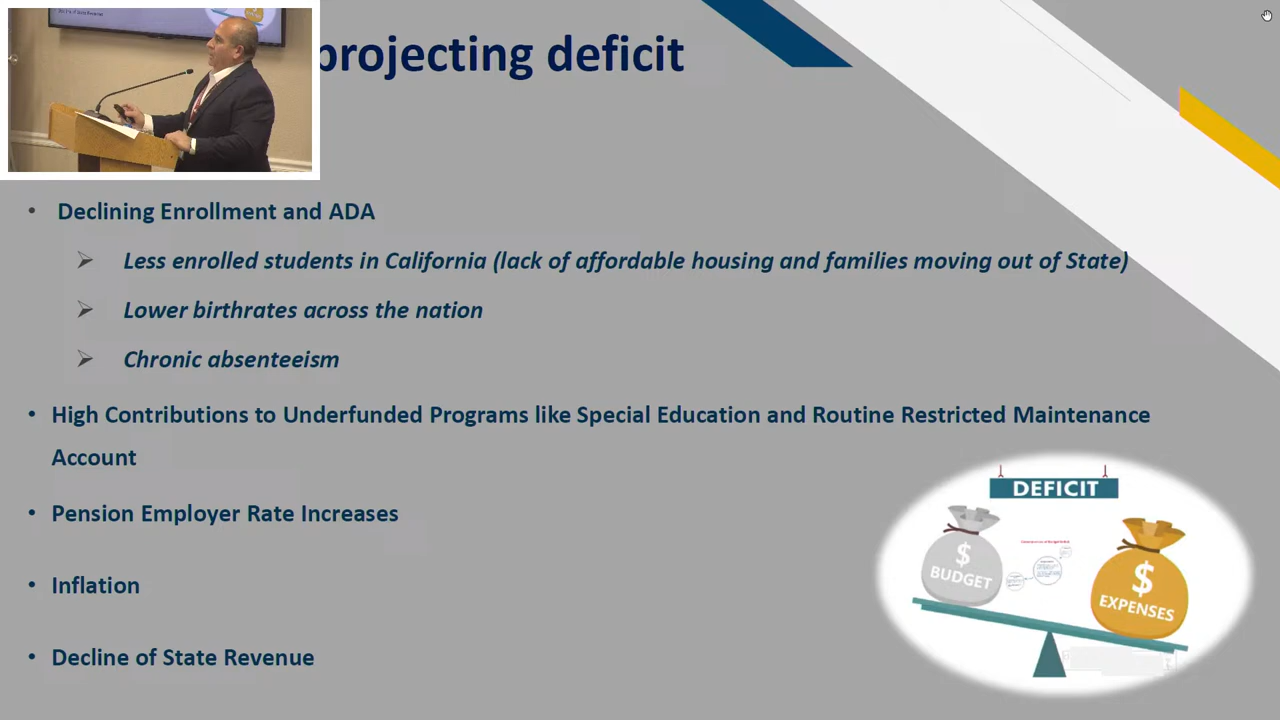 projecting deficit
Declining Enrollment and ADA
Less enrolled students in California (lack of affordable housing and families moving out of State)
Lower birthrates across the nation
Chronic absenteeism
High Contributions to Underfunded Programs like Special Education and Routine Restricted Maintenance
Account
Pension Employer Rate Increases
Inflation
Decline of State Revenue
DEFICIT
$
BUDGET
$
EXPENSES